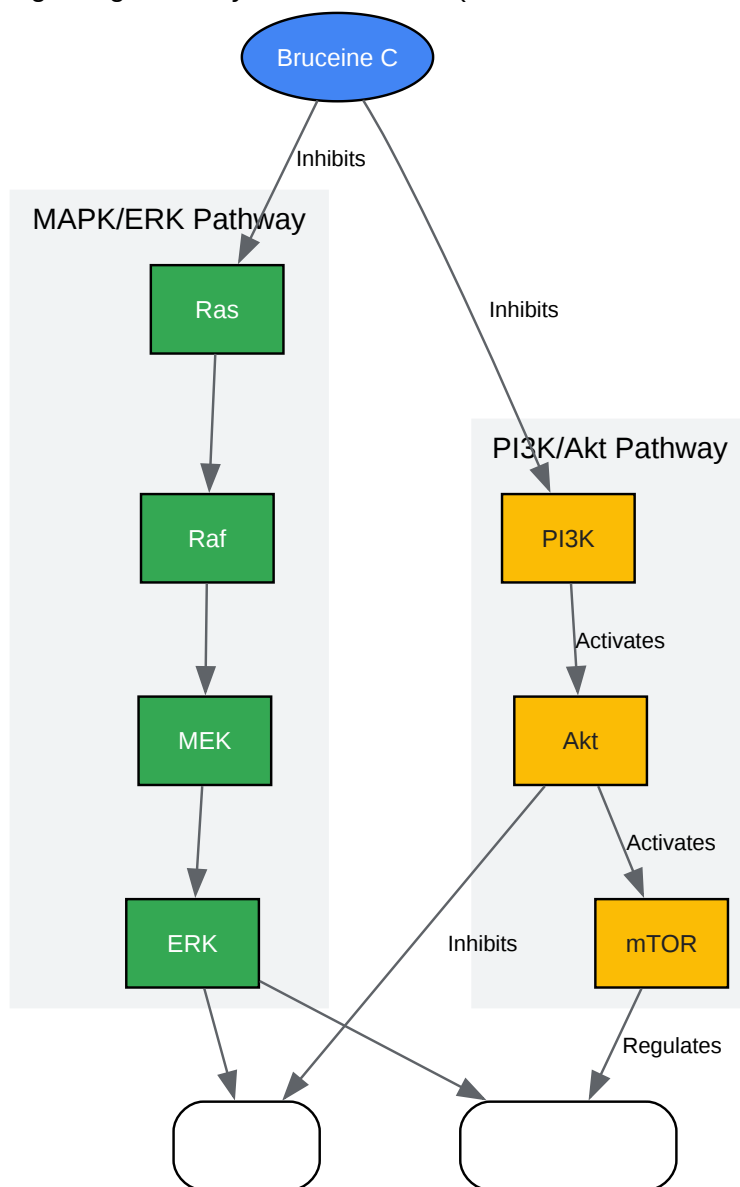 Bruceine C
Inhibits
MAPK/ERK Pathway
Ras
Inhibits
PI3K/Akt Pathway
Raf
PI3K
Activates
MEK
Akt
Activates
ERK
Inhibits
mTOR
Regulates